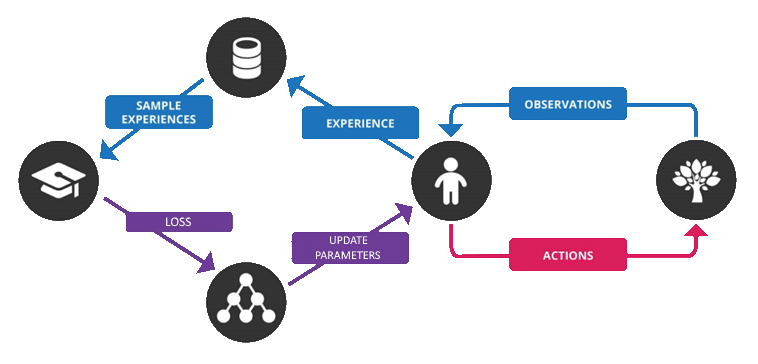 SAMPLE
EXPERIENCES
EXPERIENCE
OBSERVATIONS
LOSS
UPDATE
PARAMETERS
ACTIONS